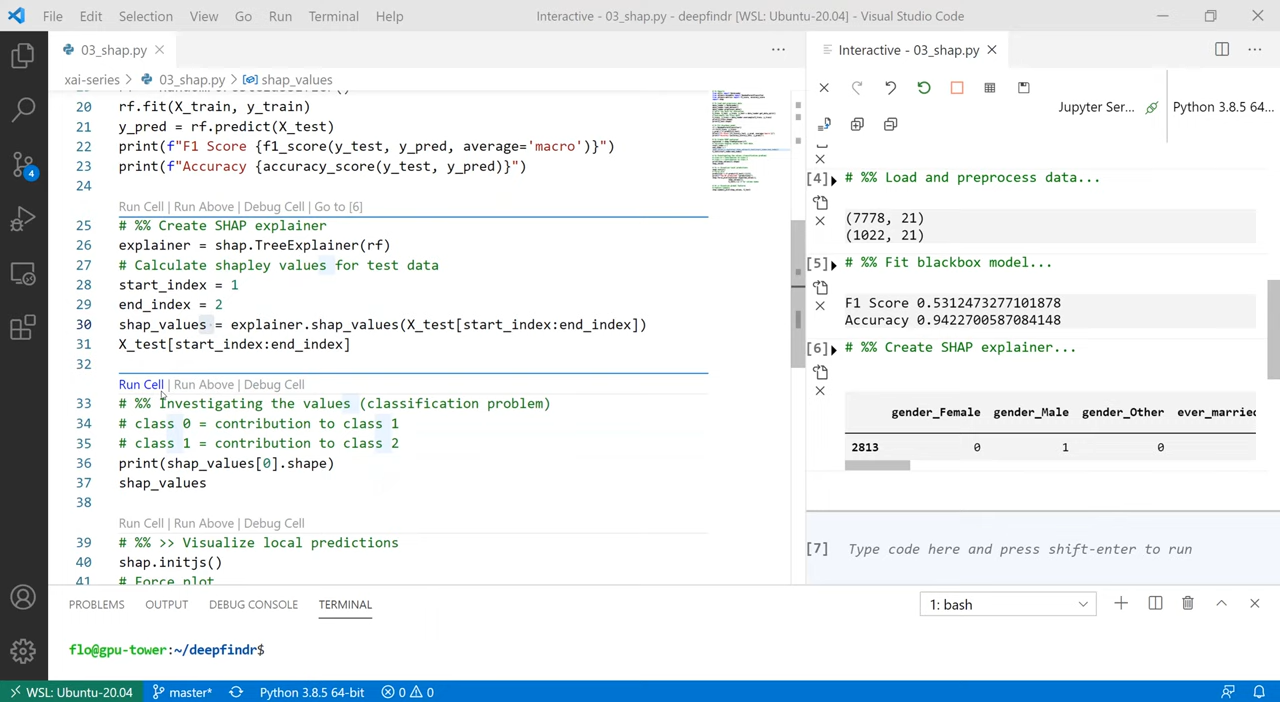 File Edit Selection View Go Run Terminal Help
Interactive - 03_shap.py - deepfindr [WSL: Ubuntu-20.04] - Visual Studio Code
03_shap.py
xai-series > 03_shap.py > shap_values
20 rf.fit(X_train, y_train)
21 y_pred = rf.predict(X_test)
22 print(f"F1 Score {f1_score(y_test, y_pred, average='macro')}")
23 print(f"Accuracy {accuracy_score(y_test, y_pred)}")
24
Run Cell | Run Above | Debug Cell | Go to [6]
25 # %% Create SHAP explainer
26 explainer = shap.TreeExplainer(rf)
27 # Calculate shapley values for test data
28 start_index = 1
29 end_index = 2
30 shap_values = explainer.shap_values(X_test[start_index:end_index])
31 X_test[start_index:end_index]
32
Run Cell | Run Above | Debug Cell
33 # %% Investigating the values (classification problem)
34 # class 0 = contribution to class 1
35 # class 1 = contribution to class 2
36 print(shap_values[0].shape)
37 shap_values
38
Run Cell | Run Above | Debug Cell
39 # %% >> Visualize local predictions
40 shap.initjs()
41 # Force plot
4
Interactive - 03_shap.py
Jupyter Ser... Python 3.8.5 64...
[4] # %% Load and preprocess data...
(7778, 21)
(1022, 21)
[5] # %% Fit blackbox model...
F1 Score 0.5312473277101878
Accuracy 0.9422700587084148
[6] # %% Create SHAP explainer...
gender_Female gender_Male gender_Other ever_married
2813 0 1 0
[7] Type code here and press shift-enter to run
PROBLEMS OUTPUT DEBUG CONSOLE TERMINAL
1: bash
flo@gpu-tower:~/deepfindr$
WSL: Ubuntu-20.04 master* Python 3.8.5 64-bit 0 0